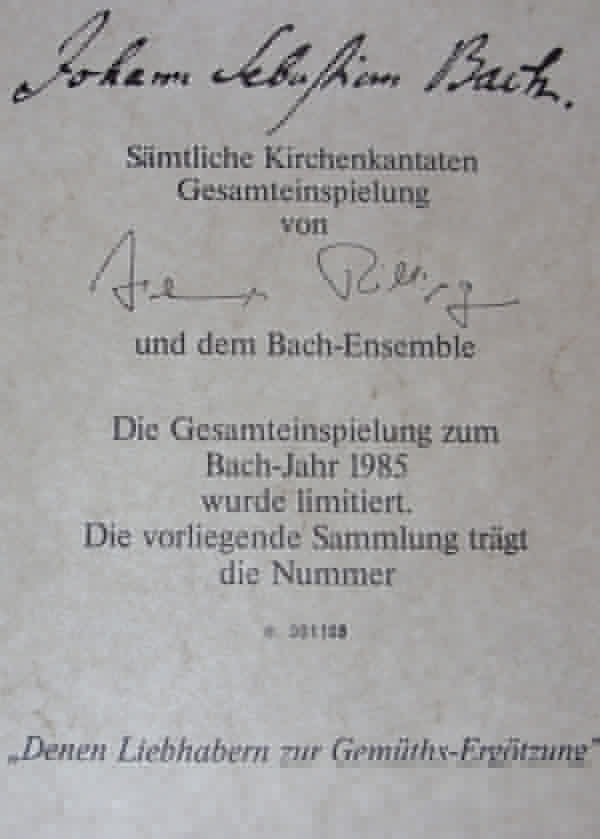 Johann Sebastian Bach.
Sämtliche Kirchenkantaten
Gesamteinspielung
von
Rilling
und dem Bach-Ensemble
Die Gesamteinspielung zum
Bach-Jahr 1985
wurde limitiert.
Die vorliegende Sammlung trägt
die Nummer
„Denen Liebhabern zur Gemüths-Ergötzung"